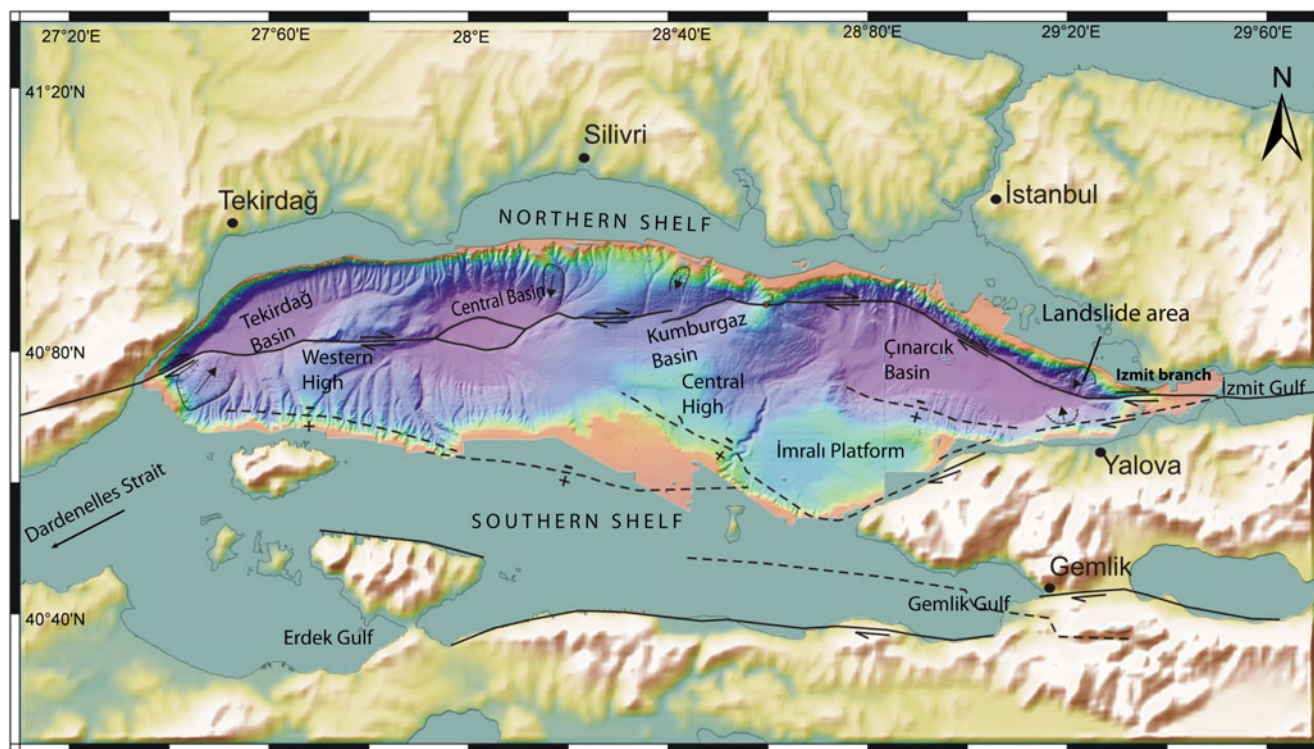 27°20'E
27°60'E
28°E
28°40'E
28°80'E
29°20'E
29°60'E
41°20'N
N
Silivri
Tekirdağ
İstanbul
NORTHERN SHELF
Landslide area
Central Basin
Tekirdağ
Basin
Kumburgaz
Basin
40°80'N
Western
High
Çınarcık
Basin
Izmit branch
İzmit Gulf
Central
High
İmralı Platform
Yalova
Dardenelles Strait
SOUTHERN SHELF
Gemlik
Gemlik Gulf
40°40'N
Erdek Gulf